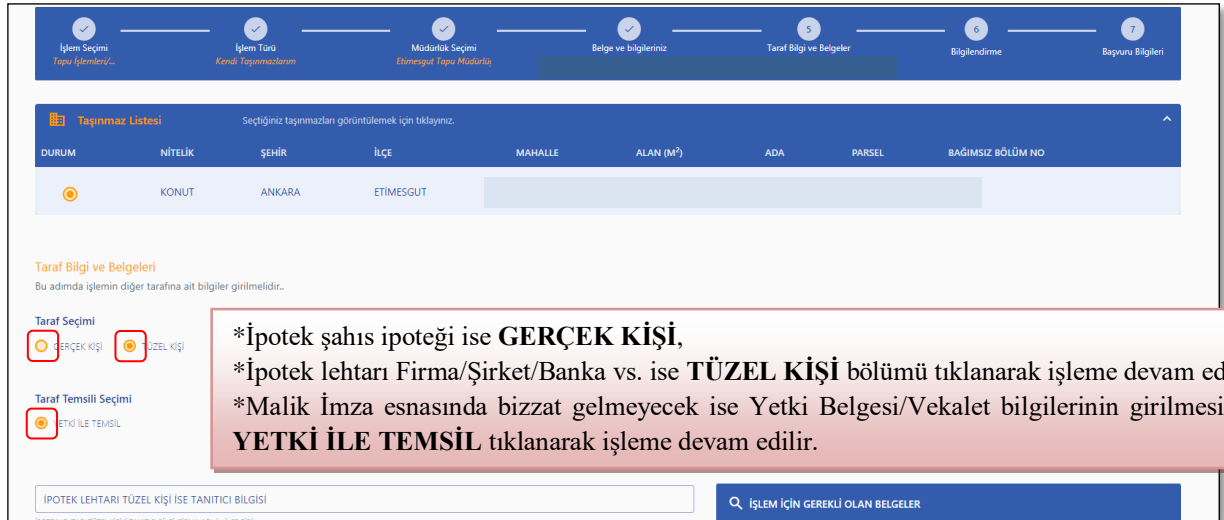 5 6 7
İşlem Seçimi İşlem Türü Müdürlük Seçimi Belge ve bilgileriniz Taraf Bilgi ve Belgeler Bilgilendirme Başvuru Bilgileri
Tapu İşlemleri/... Kendi Taşınmazlarım Etimesgut Tapu Müdürlüğ
Taşınmaz Listesi Seçtiğiniz taşınmazları görüntülemek için tıklayınız.
DURUM NİTELİK ŞEHİR İLÇE MAHALLE ALAN (M²) ADA PARSEL BAĞIMSIZ BÖLÜM NO
KONUT ANKARA ETİMESGUT
Taraf Bilgi ve Belgeleri
Bu adımda işlemin diğer tarafına ait bilgiler girilmelidir..
Taraf Seçimi
GERÇEK KİŞİ TÜZEL KİŞİ
Taraf Temsili Seçimi
YETKİ İLE TEMSİL
*İpotek şahıs ipoteği ise GERÇEK KİŞİ,
*İpotek lehtarı Firma/Şirket/Banka vs. ise TÜZEL KİŞİ bölümü tıklanarak işleme devam ed
*Malik İmza esnasında bizzat gelmeyecek ise Yetki Belgesi/Vekalet bilgilerinin girilmesi
YETKİ İLE TEMSİL tıklanarak işleme devam edilir.
İPOTEK LEHTARI TÜZEL KİŞİ İSE TANITICI BİLGİSİ
İŞLEM İÇİN GEREKLİ OLAN BELGELER